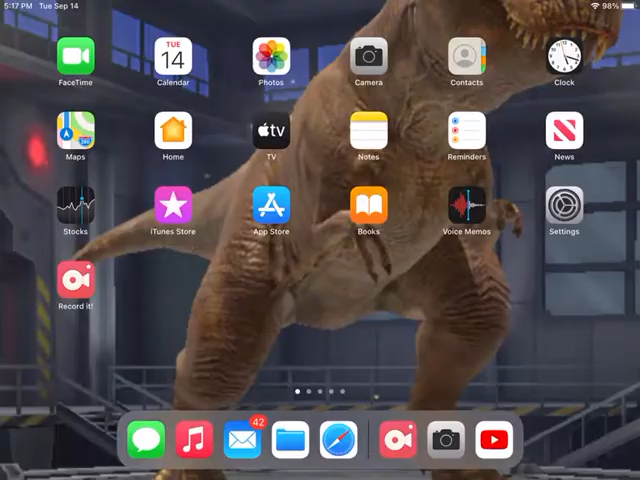 5:17 PM Tue Sep 14
98%
TUE
14
FaceTime
Calendar
Photos
Camera
Contacts
Clock
tv
Maps
Home
TV
Notes
Reminders
News
Stocks
iTunes Store
App Store
Books
Voice Memos
Settings
Record it!
42